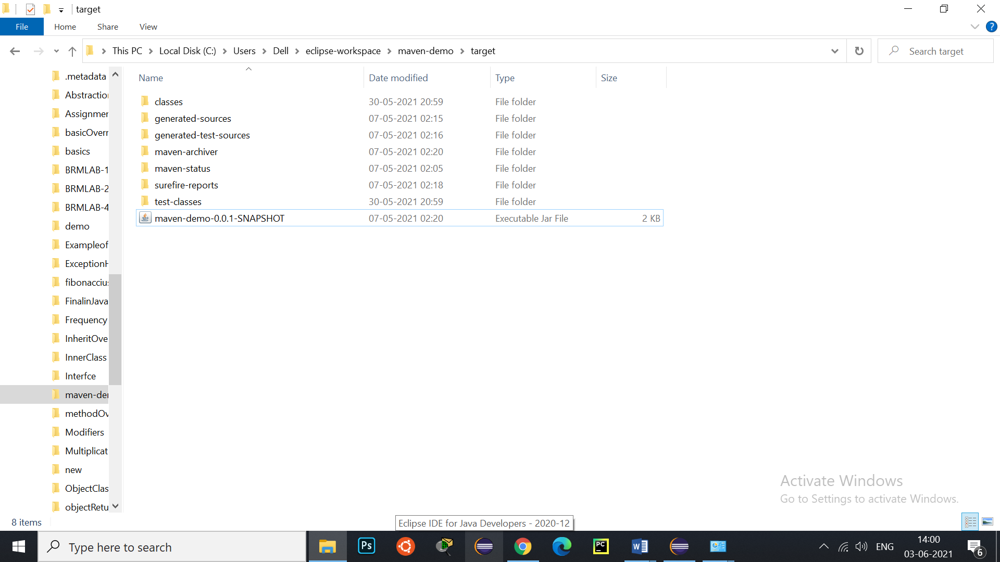 target
File Home Share View
This PC Local Disk (C:) Users Dell eclipse-workspace maven-demo target
Search target
Name Date modified Type Size
.metadata
Abstraction
Assignmer
basicOverr
basics
BRMLAB-1
BRMLAB-2
BRMLAB-4
demo
Exampleof
ExceptionH
fibonacciu
FinalinJava
Frequency
InheritOve
InnerClass
Interfce
maven-der
methodOv
Modifiers
Multiplicat
new
ObjectClas
objectRetu
classes 30-05-2021 20:59 File folder
generated-sources 07-05-2021 02:15 File folder
generated-test-sources 07-05-2021 02:16 File folder
maven-archiver 07-05-2021 02:20 File folder
maven-status 07-05-2021 02:05 File folder
surefire-reports 07-05-2021 02:18 File folder
test-classes 30-05-2021 20:59 File folder
maven-demo-0.0.1-SNAPSHOT 07-05-2021 02:20 Executable Jar File 2 KB
Activate Windows
Go to Settings to activate Windows.
8 items
Eclipse IDE for Java Developers - 2020-12
Type here to search
Ps
PC
W
ENG
14:00
03-06-2021
6